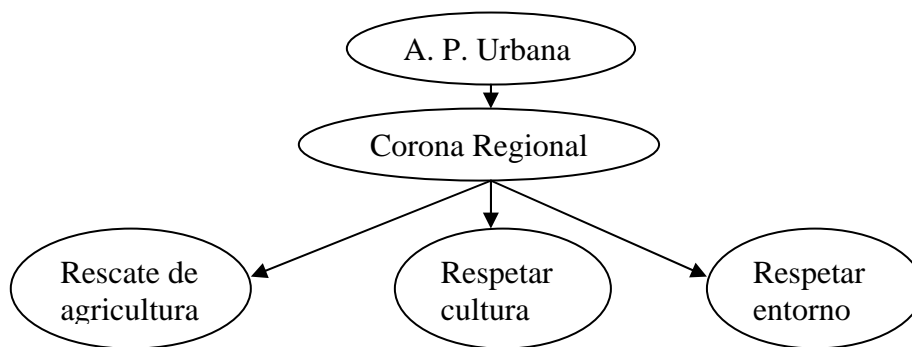 A. P. Urbana
Corona Regional
Rescate de
agricultura
Respetar
cultura
Respetar
entorno